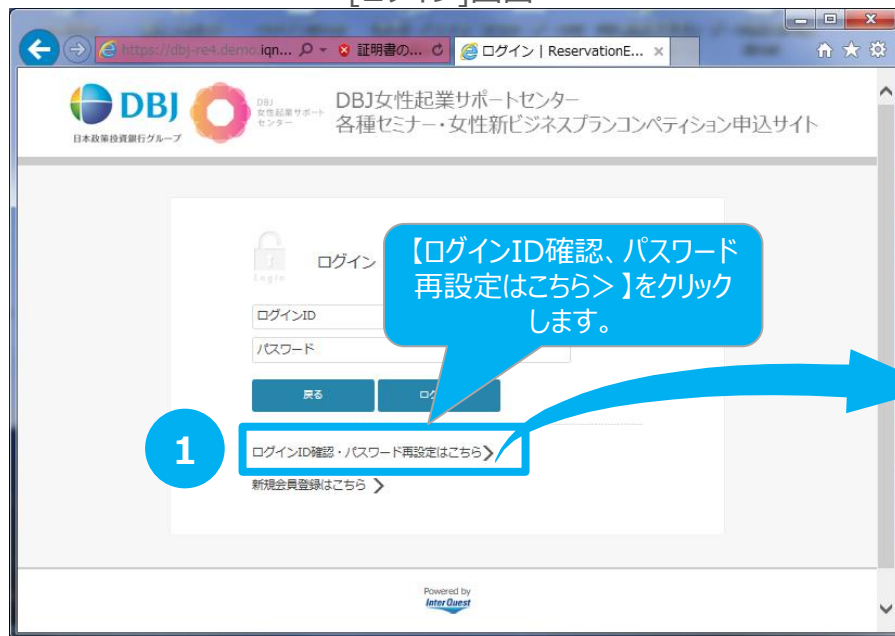 https://dbj-re4.demo.iqn...
証明書の...
ログイン | ReservationE...
DBJ
日本政策投資銀行グループ
DBJ
女性起業サポート
センター
DBJ女性起業サポートセンター
各種セミナー・女性新ビジネスプランコンペティション申込サイト
Login
ログイン
【ログインID確認、パスワード
再設定はこちら＞】をクリック
します。
ログインID
パスワード
戻る
1
ログインID確認・パスワード再設定はこちら
新規会員登録はこちら
Powered by
InterQuest